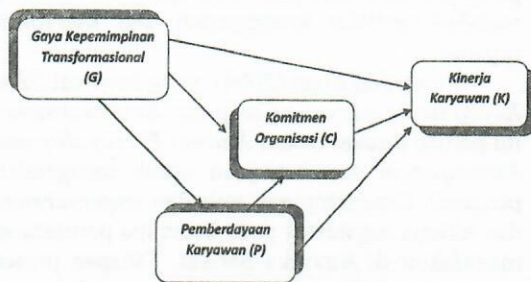 Gaya Kepemimpinan
Transformasional
(G)
Kinerja
Karyawan (K)
Komitmen
Organisasi (C)
Pemberdayaan
Karyawan (P)